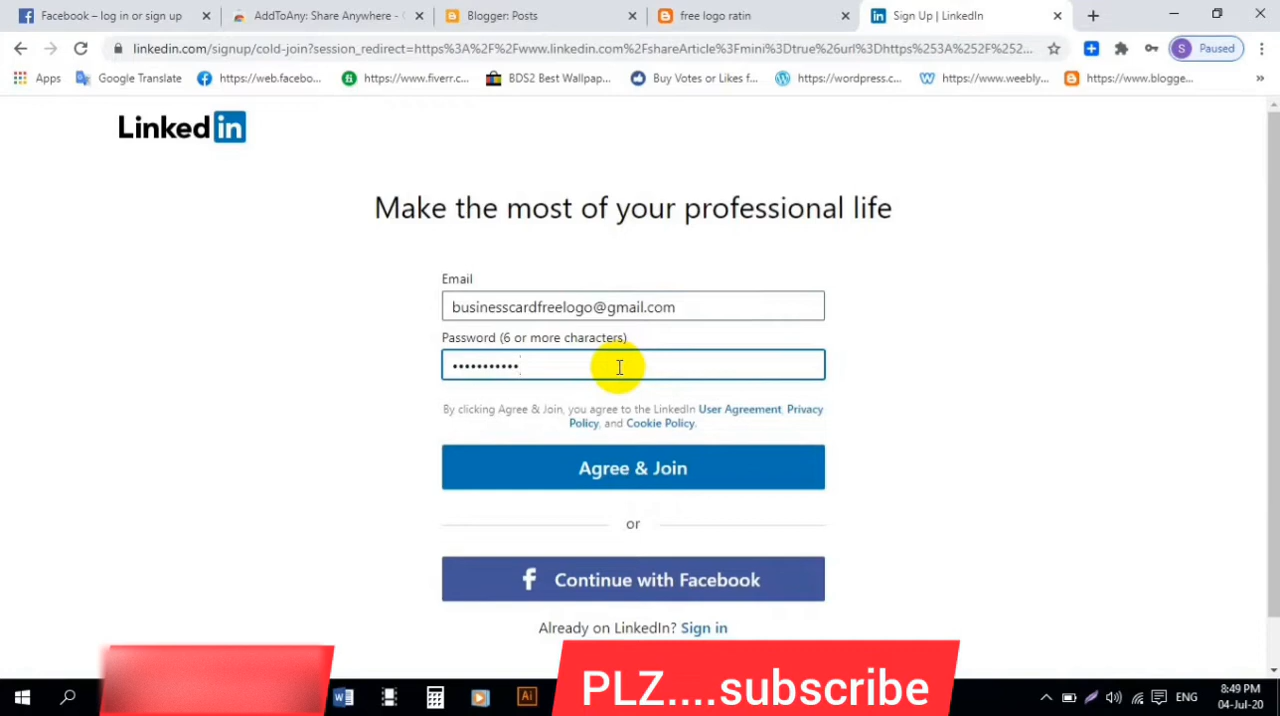 Facebook – log in or sign up
AddToAny: Share Anywhere -
Blogger: Posts
free logo ratin
Sign Up | LinkedIn
linkedin.com/signup/cold-join?session_redirect=https%3A%2F%2Fwww.linkedin.com%2FshareArticle%3Fmini%3Dtrue%26url%3Dhttps%253A%252F%252...
S Paused
Apps
Google Translate
https://web.facebo...
https://www.fiverr.c...
BDS2 Best Wallpap...
Buy Votes or Likes f...
https://wordpress.c...
https://www.weebly...
https://www.blogge...
»
LinkedIn
Make the most of your professional life
Email
businesscardfreelogo@gmail.com
Password (6 or more characters)
•••••••••••
By clicking Agree & Join, you agree to the LinkedIn User Agreement, Privacy
Policy, and Cookie Policy.
Agree & Join
or
Continue with Facebook
Already on LinkedIn? Sign in
PLZ....subscribe
ENG
8:49 PM
04-Jul-20